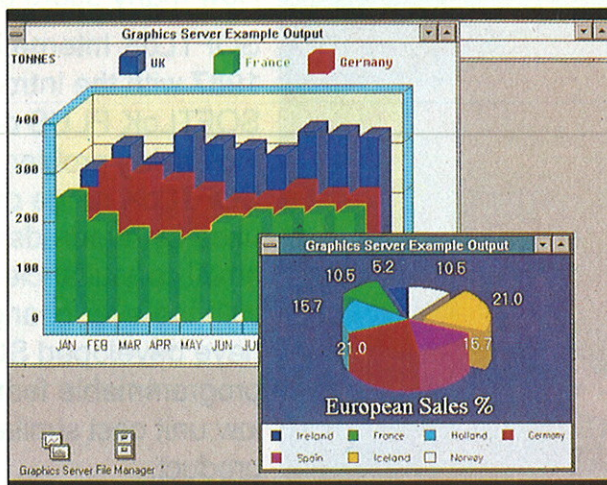 Graphics Server Example Output
TONNES
UK France Germany
400
300
200
100
0
JAN FEB MAR APR MAY JUN
Graphics Server Example Output
10.5 5.2 10.5
15.7 21.0
21.0 15.7
European Sales %
Ireland France Holland Germany
Spain Iceland Norway
Graphics Server File Manager